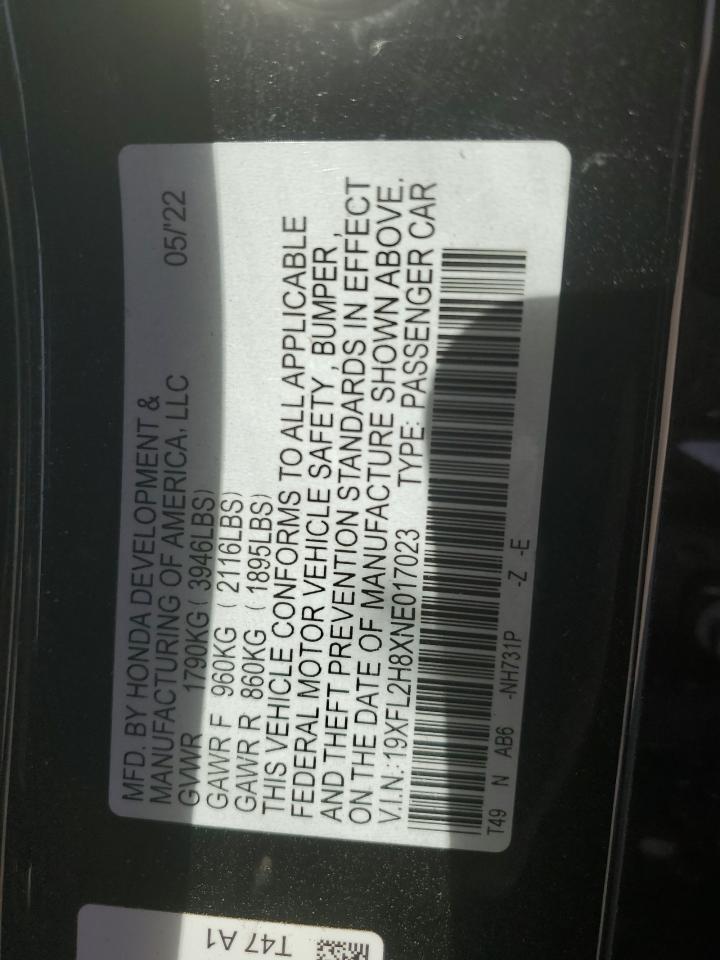 MFD. BY HONDA DEVELOPMENT &
MANUFACTURING OF AMERICA, LLC 05/'22
GVWR 1790KG ( 3946LBS)
GAWR F 960KG ( 2116LBS)
GAWR R 860KG ( 1895LBS)
THIS VEHICLE CONFORMS TO ALL APPLICABLE
FEDERAL MOTOR VEHICLE SAFETY, BUMPER,
AND THEFT PREVENTION STANDARDS IN EFFECT
ON THE DATE OF MANUFACTURE SHOWN ABOVE.
V.I.N.: 19XFL2H8XNE017023 TYPE: PASSENGER CAR
T49 N AB6 -NH731P -Z -E
T47 A1